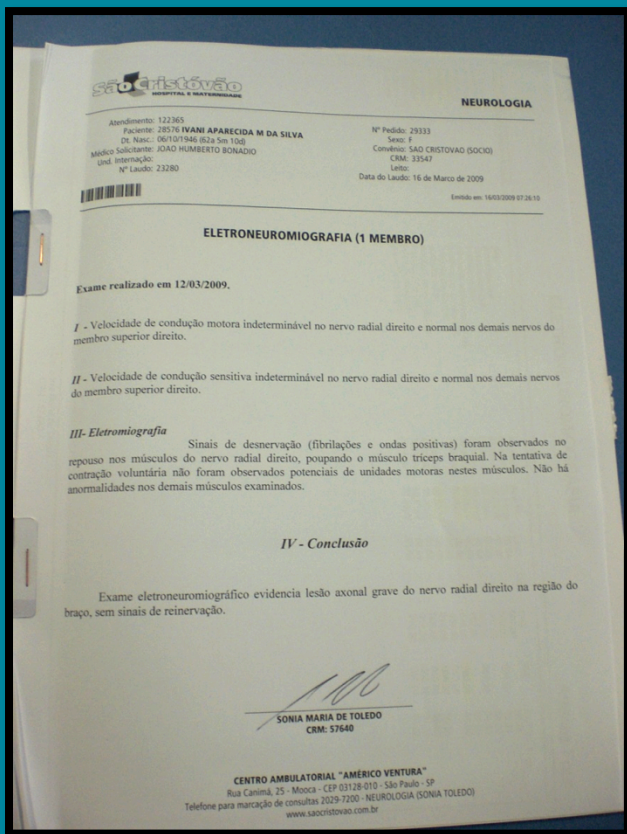 São Cristóvão
HOSPITAL E MATERNIDADE
NEUROLOGIA
Atendimento: 122365
Paciente: 28576 IVANI APARECIDA M DA SILVA
Dt. Nasc.: 06/10/1946 (62a 5m 10d)
Médico Solicitante: JOAO HUMBERTO BONADIO
Und. Internação:
Nº Laudo: 23280
Nº Pedido: 29333
Sexo: F
Convênio: SAO CRISTOVAO (SOCIO)
CRM: 33547
Leito:
Data do Laudo: 16 de Marco de 2009
Emitido em: 16/03/2009 07:26:10
ELETRONEUROMIOGRAFIA (1 MEMBRO)
Exame realizado em 12/03/2009.
I - Velocidade de condução motora indeterminável no nervo radial direito e normal nos demais nervos do
membro superior direito.
II - Velocidade de condução sensitiva indeterminável no nervo radial direito e normal nos demais nervos
do membro superior direito.
III- Eletromiografia
Sinais de desnervação (fibrilações e ondas positivas) foram observados no
repouso nos músculos do nervo radial direito, poupando o músculo tríceps braquial. Na tentativa de
contração voluntária não foram observados potenciais de unidades motoras nestes músculos. Não há
anormalidades nos demais músculos examinados.
IV - Conclusão
Exame eletroneuromiográfico evidencia lesão axonal grave do nervo radial direito na região do
braço, sem sinais de reinervação.
SONIA MARIA DE TOLEDO
CRM: 57640
CENTRO AMBULATORIAL "AMÉRICO VENTURA"
Rua Canimã, 25 - Mooca - CEP 03128-010 - São Paulo - SP
Telefone para marcação de consultas 2029-7200 - NEUROLOGIA (SONIA TOLEDO)
www.saocristovao.com.br